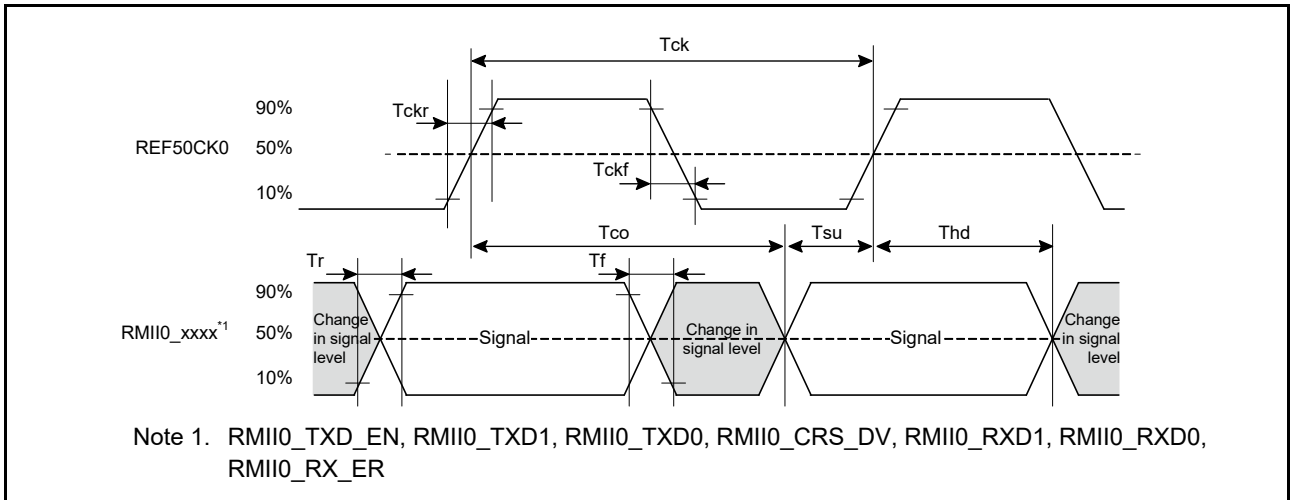 Tck
90%
Tckr
REF50CK0 50%
Tckf
10%
Tco Tsu Thd
Tr Tf
90%
Change in signal level
Change in signal level
Change in signal level
RMII0_xxxx*1 50% Signal Signal
10%
Note 1. RMII0_TXD_EN, RMII0_TXD1, RMII0_TXD0, RMII0_CRS_DV, RMII0_RXD1, RMII0_RXD0,
RMII0_RX_ER